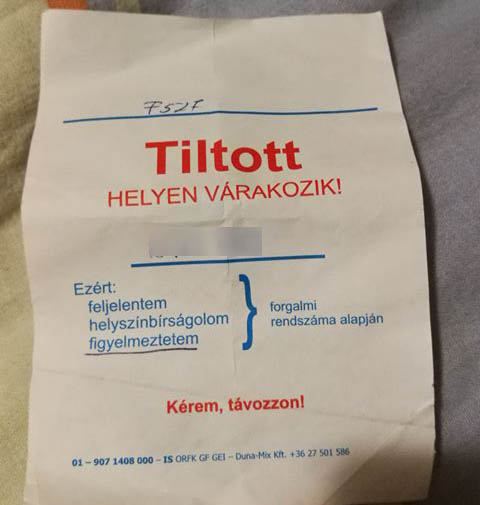 FSZF
Tiltott
HELYEN VÁRAKOZIK!
Ezért:
feljelentem
helyszínbírságolom
figyelmeztetem
forgalmi
rendszáma alapján
Kérem, távozzon!
01 – 907 1408 000 – IS ORFK GF GEI – Duna-Mix Kft. +36 27 501 586